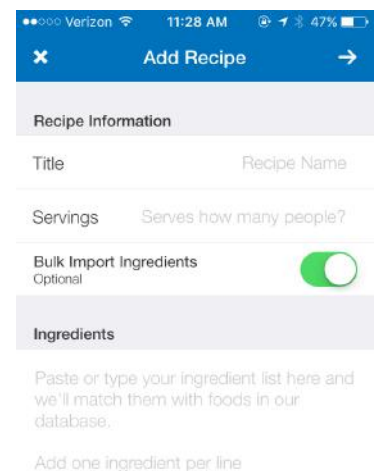 Verizon 11:28 AM 47%
Add Recipe
Recipe Information
Title Recipe Name
Servings Serves how many people?
Bulk Import Ingredients
Optional
Ingredients
Paste or type your ingredient list here and
we'll match them with foods in our
database.
Add one ingredient per line